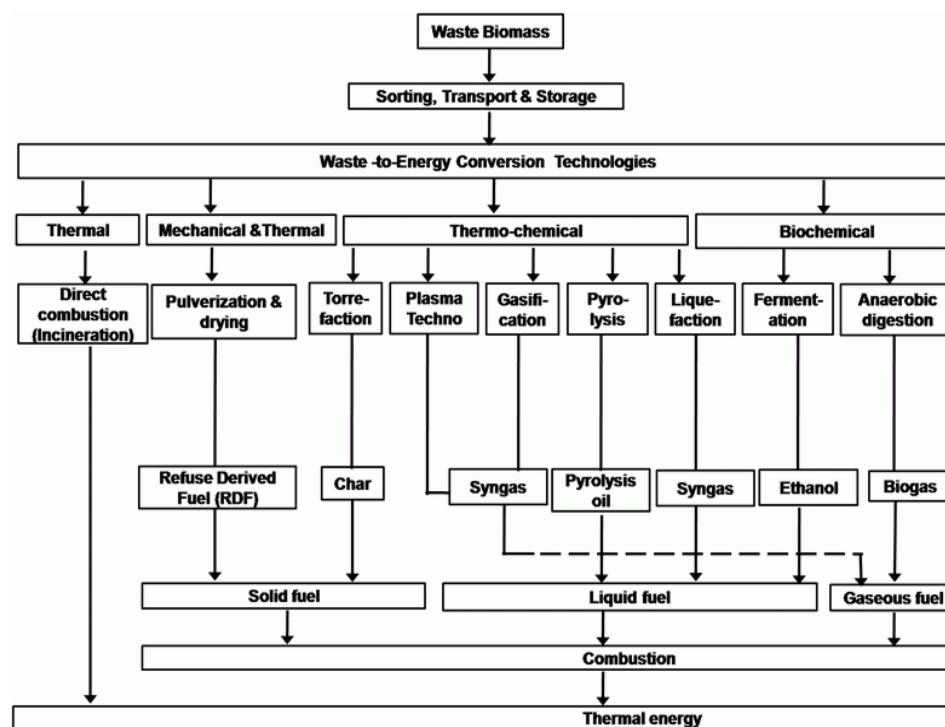 Waste Biomass
Sorting, Transport & Storage
Waste -to-Energy Conversion Technologies
Thermal
Mechanical &Thermal
Thermo-chemical
Biochemical
Direct
combustion
(Incineration)
Pulverization &
drying
Torre-
faction
Plasma
Techno
Gasifi-
cation
Pyro-
lysis
Lique-
faction
Ferment-
ation
Anaerobic
digestion
Refuse Derived
Fuel (RDF)
Char
Syngas
Pyrolysis
oil
Syngas
Ethanol
Biogas
Solid fuel
Liquid fuel
Gaseous fuel
Combustion
Thermal energy